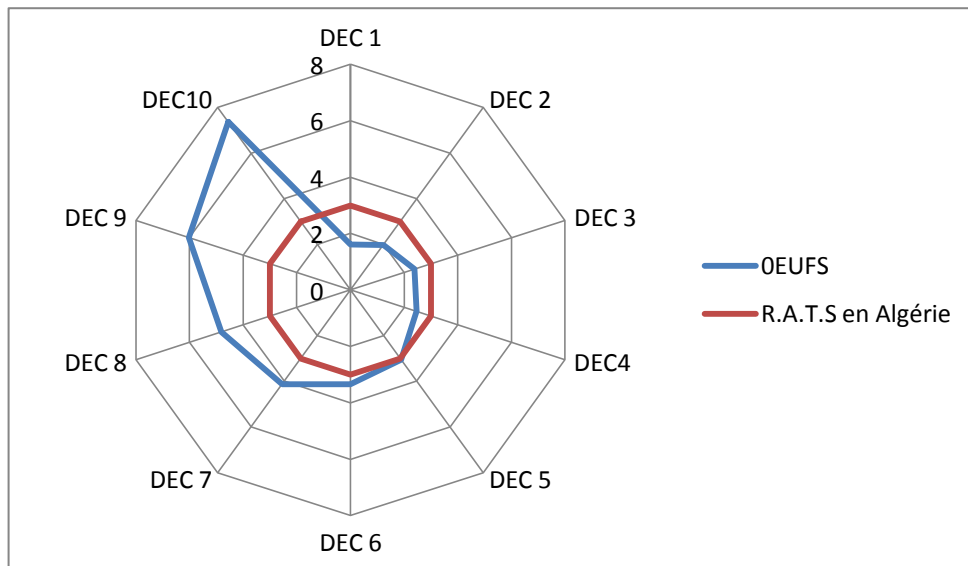 DEC 1
DEC 2
DEC 3
DEC4
DEC 5
DEC 6
DEC 7
DEC 8
DEC 9
DEC10
8
6
4
2
0
0EUFS
R.A.T.S en Algérie